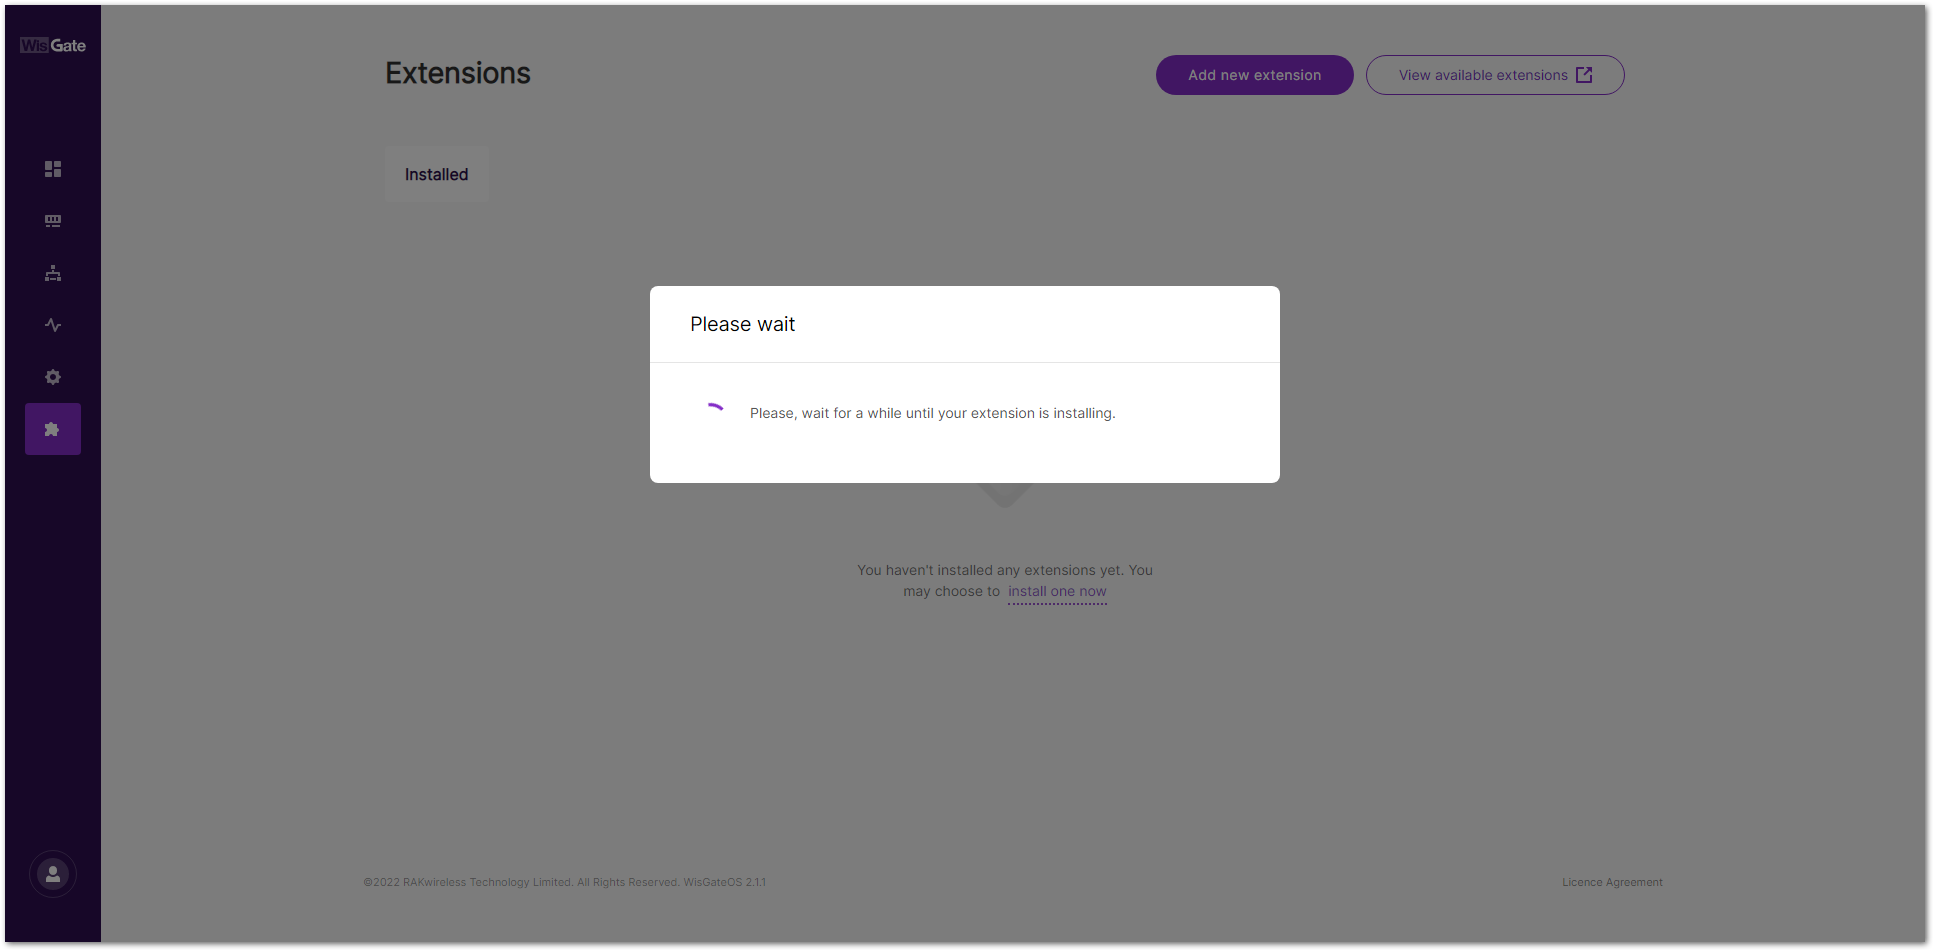 WisGate
Extensions
Add new extension
View available extensions
Installed
Please wait
Please, wait for a while until your extension is installing.
You haven't installed any extensions yet. You
may choose to install one now
©2022 RAKwireless Technology Limited. All Rights Reserved. WisGateOS 2.1.1
Licence Agreement